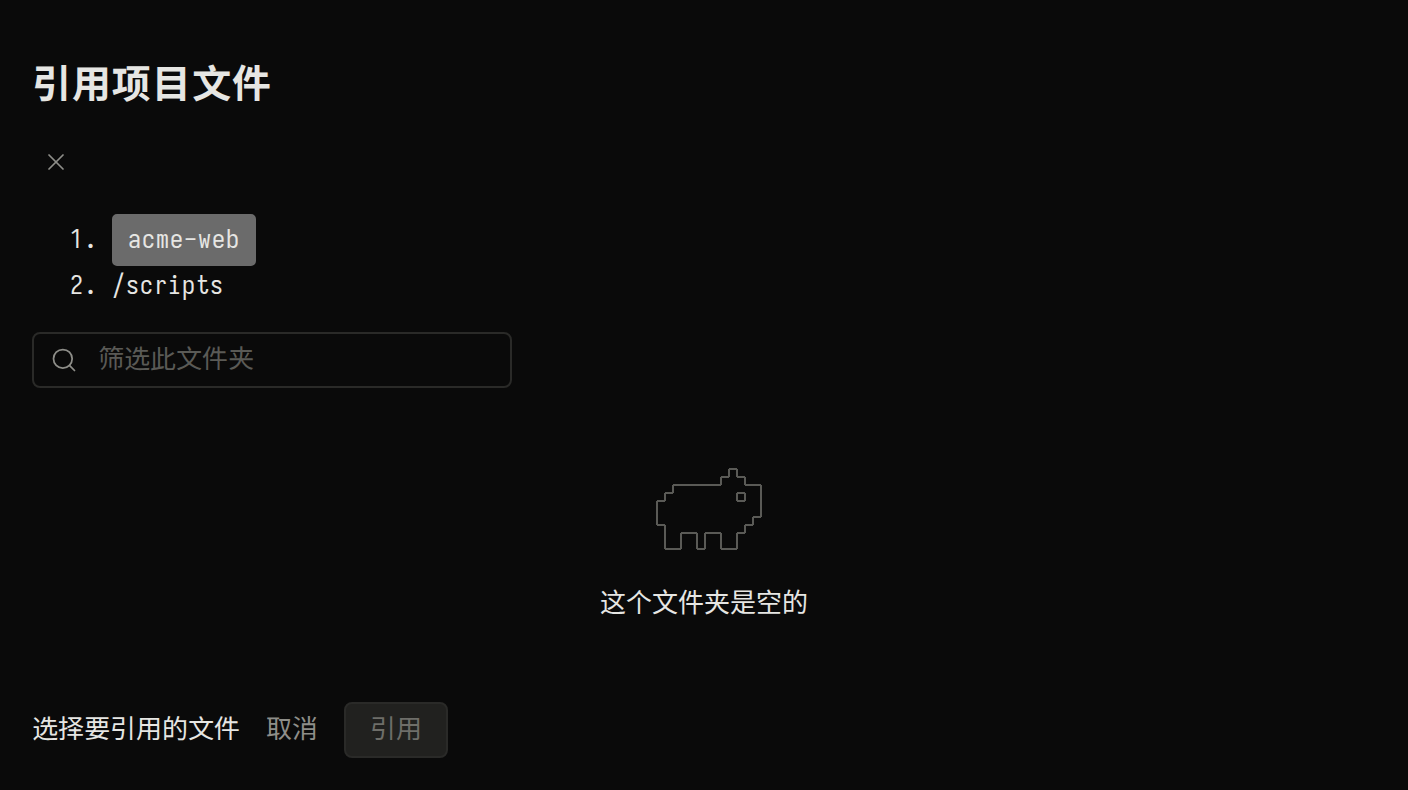 引用项目文件
1. acme-web
2. /scripts
筛选此文件夹
这个文件夹是空的
选择要引用的文件 取消 引用